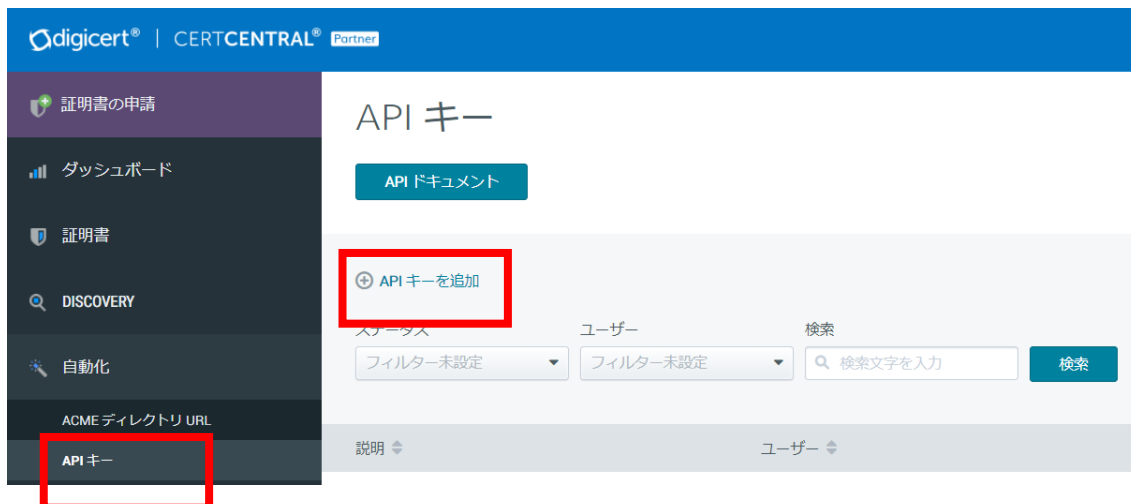 digicert® | CERTCENTRAL® Partner
証明書の申請
ダッシュボード
証明書
DISCOVERY
自動化
ACME ディレクトリ URL
API キー
API キー
API ドキュメント
API キーを追加
ステータス
ユーザー
検索
フィルター未設定
フィルター未設定
検索文字を入力
検索
説明
ユーザー